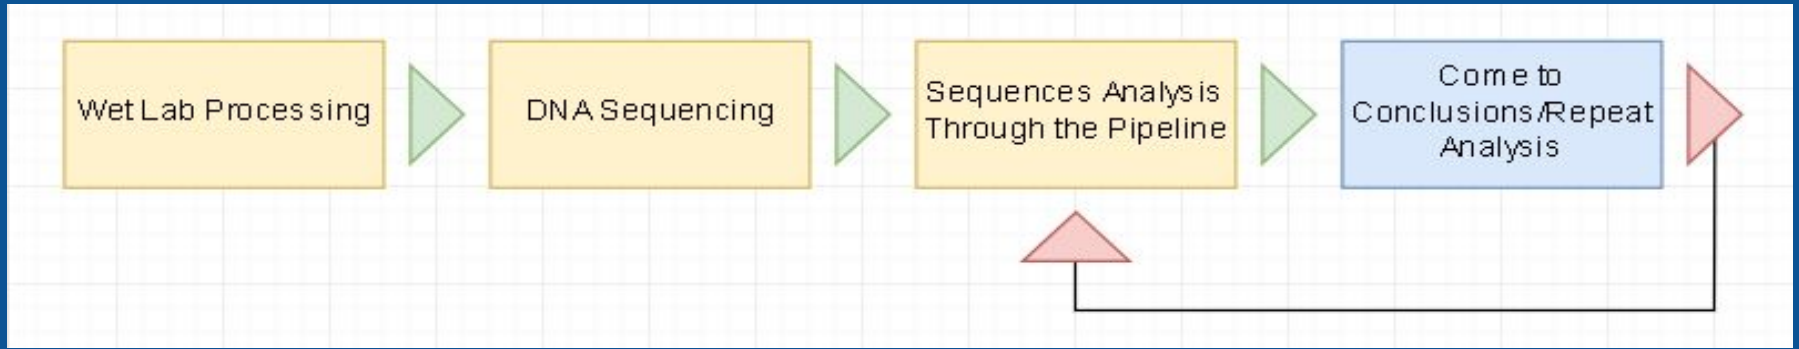 Wet Lab Processing
DNA Sequencing
Sequences Analysis
Through the Pipeline
Come to
Conclusions/Repeat
Analysis